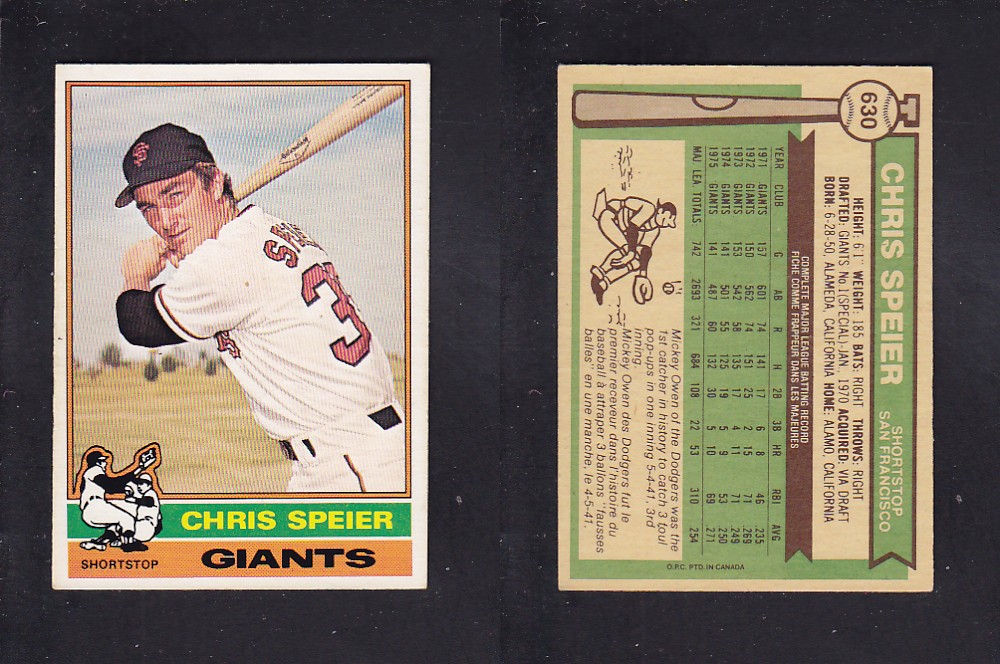 SF
SPEI
3
CHRIS SPEIER
GIANTS
SHORTSTOP
630
CHRIS SPEIER
SHORTSTOP
SAN FRANCISCO
HEIGHT: 6'1" WEIGHT: 185 BATS: RIGHT THROWS: RIGHT
DRAFTED: GIANTS No.1(SPECIAL)-JAN. 1970 ACQUIRED: VIA DRAFT
BORN: 6-28-50, ALAMEDA, CALIFORNIA HOME: ALAMO, CALIFORNIA
COMPLETE MAJOR LEAGUE BATTING RECORD
FICHE COMME FRAPPEUR DANS LES MAJEURES
YEAR CLUB G AB R H 2B 3B HR RBI AVG
1971 GIANTS 157 601 74 141 17 6 8 46 .235
1972 GIANTS 150 562 74 151 25 2 15 71 .269
1973 GIANTS 153 542 58 135 17 4 11 71 .249
1974 GIANTS 141 501 55 125 19 5 9 53 .250
1975 GIANTS 141 487 60 132 30 5 10 69 .271
MAJ. LEA. TOTALS: 742 2693 321 684 108 22 53 310 .254
Mickey Owen of the Dodgers was the
1st catcher in history to catch 3 foul
pop-ups in one inning 5-4-41, 3rd
inning.
Mickey Owen des Dodgers fut le
premier receveur dans l'histoire du
baseball à attraper 3 ballons "fausses
balles" en une manche, le 4-5-41.
O.P.C. PTD. IN CANADA